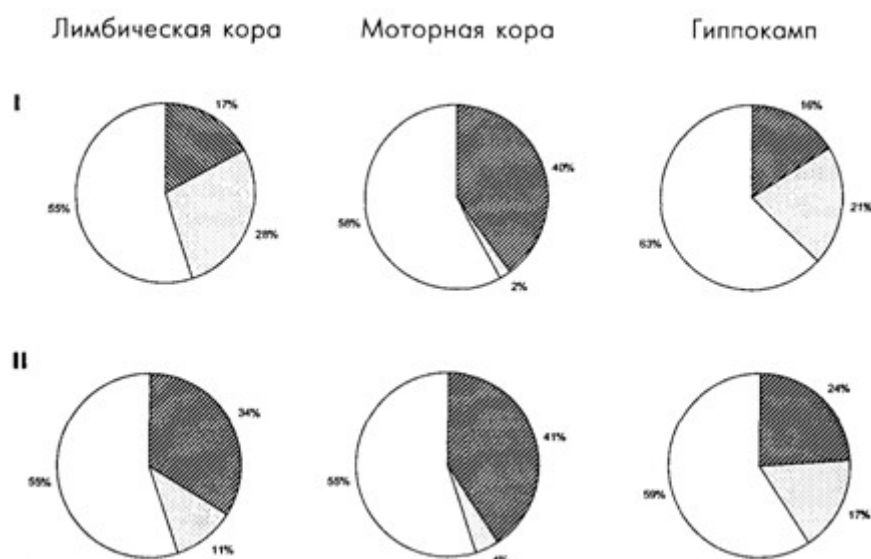 Лимбическая кора Моторная кора Гиппокамп
I
17% 40% 16%
55% 28% 58% 2% 63% 21%
II
34% 41% 24%
55% 11% 55% 59% 17%